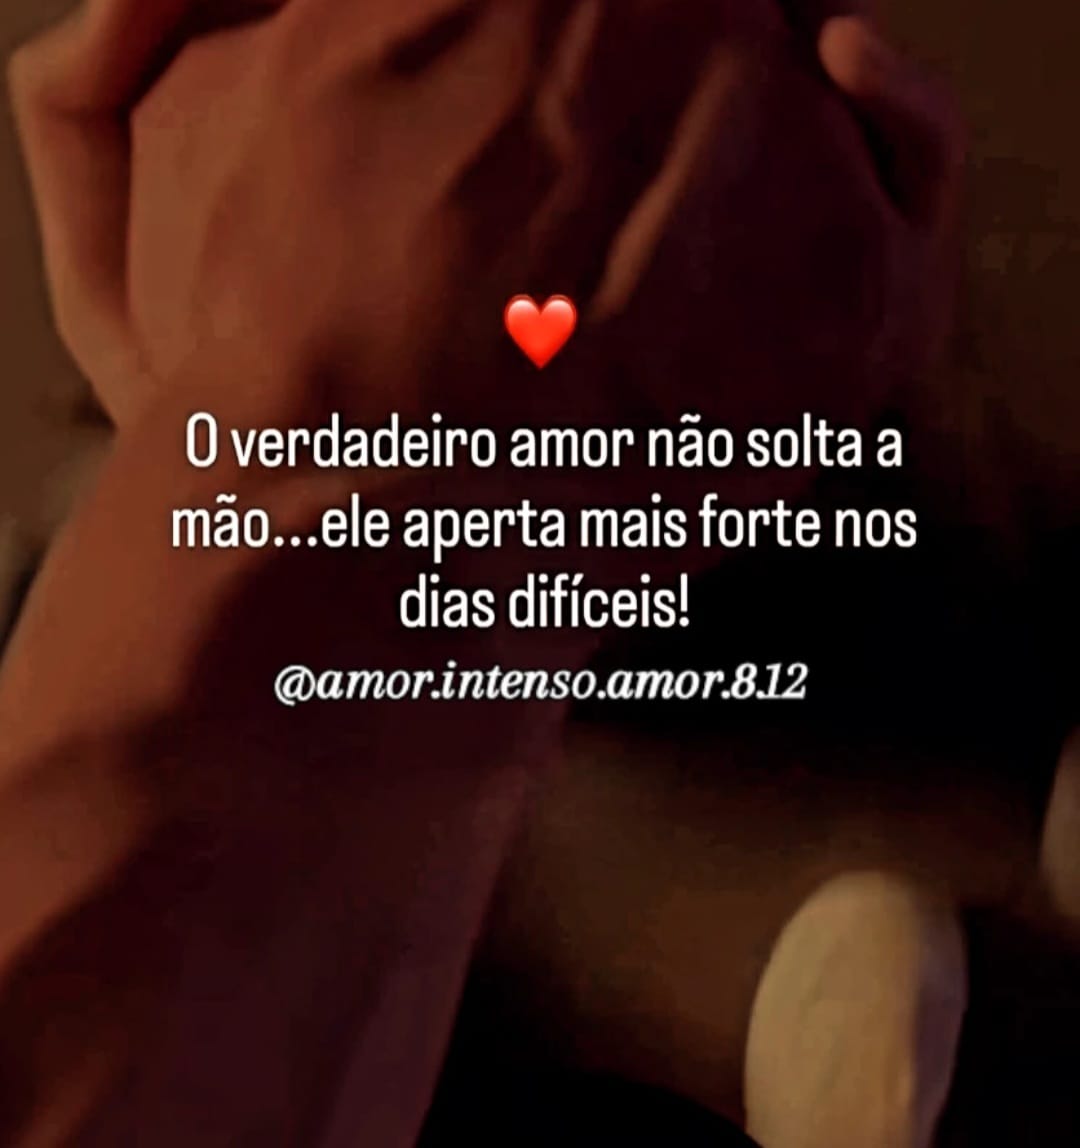 O verdadeiro amor não solta a
mão...ele aperta mais forte nos
dias difíceis!
@amor.intenso.amor.8.12